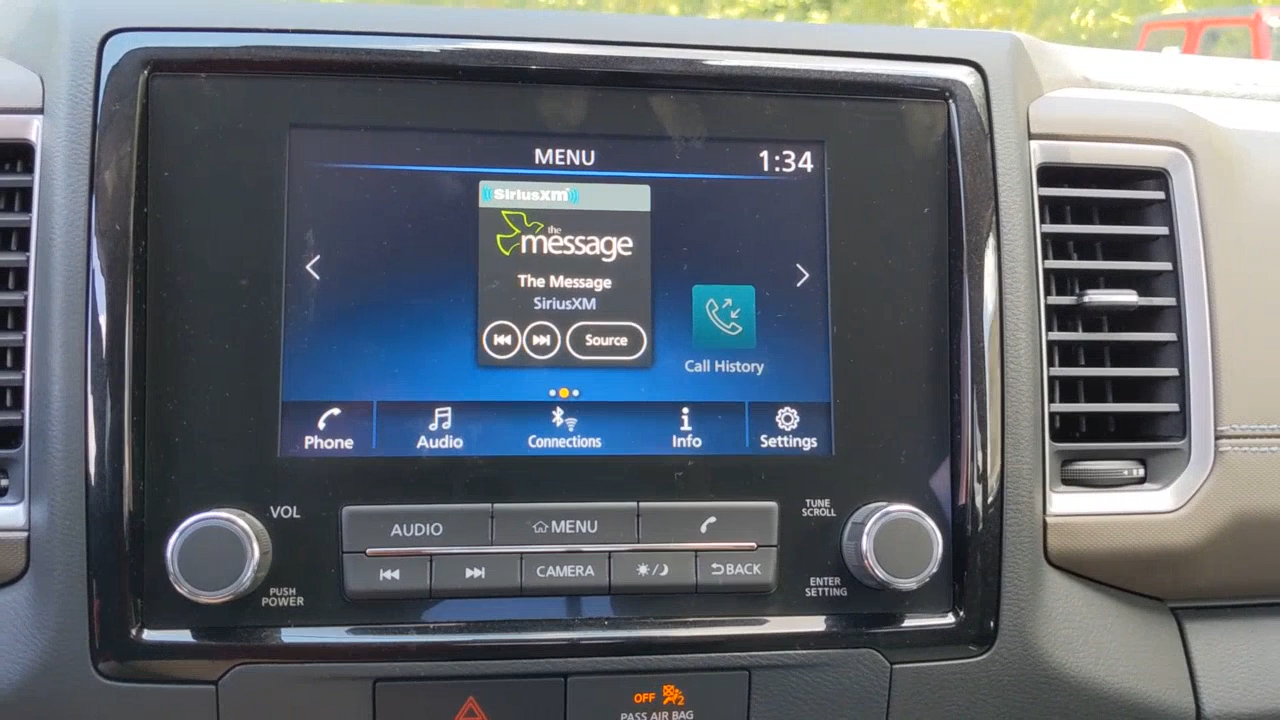 MENU
1:34
SiriusXM
the
message
The Message
SiriusXM
Source
Call History
Phone
Audio
Connections
Info
Settings
VOL
PUSH
POWER
AUDIO
MENU
CAMERA
BACK
TUNE
SCROLL
ENTER
SETTING
OFF
2
PASS AIR BAG